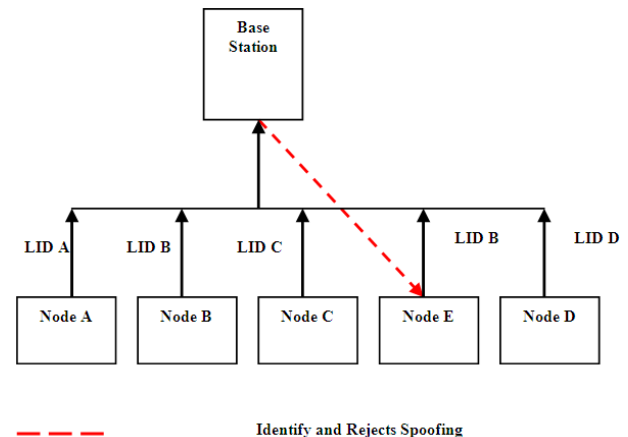 Base
Station
LID A
LID B
LID C
LID B
LID D
Node A
Node B
Node C
Node E
Node D
Identify and Rejects Spoofing